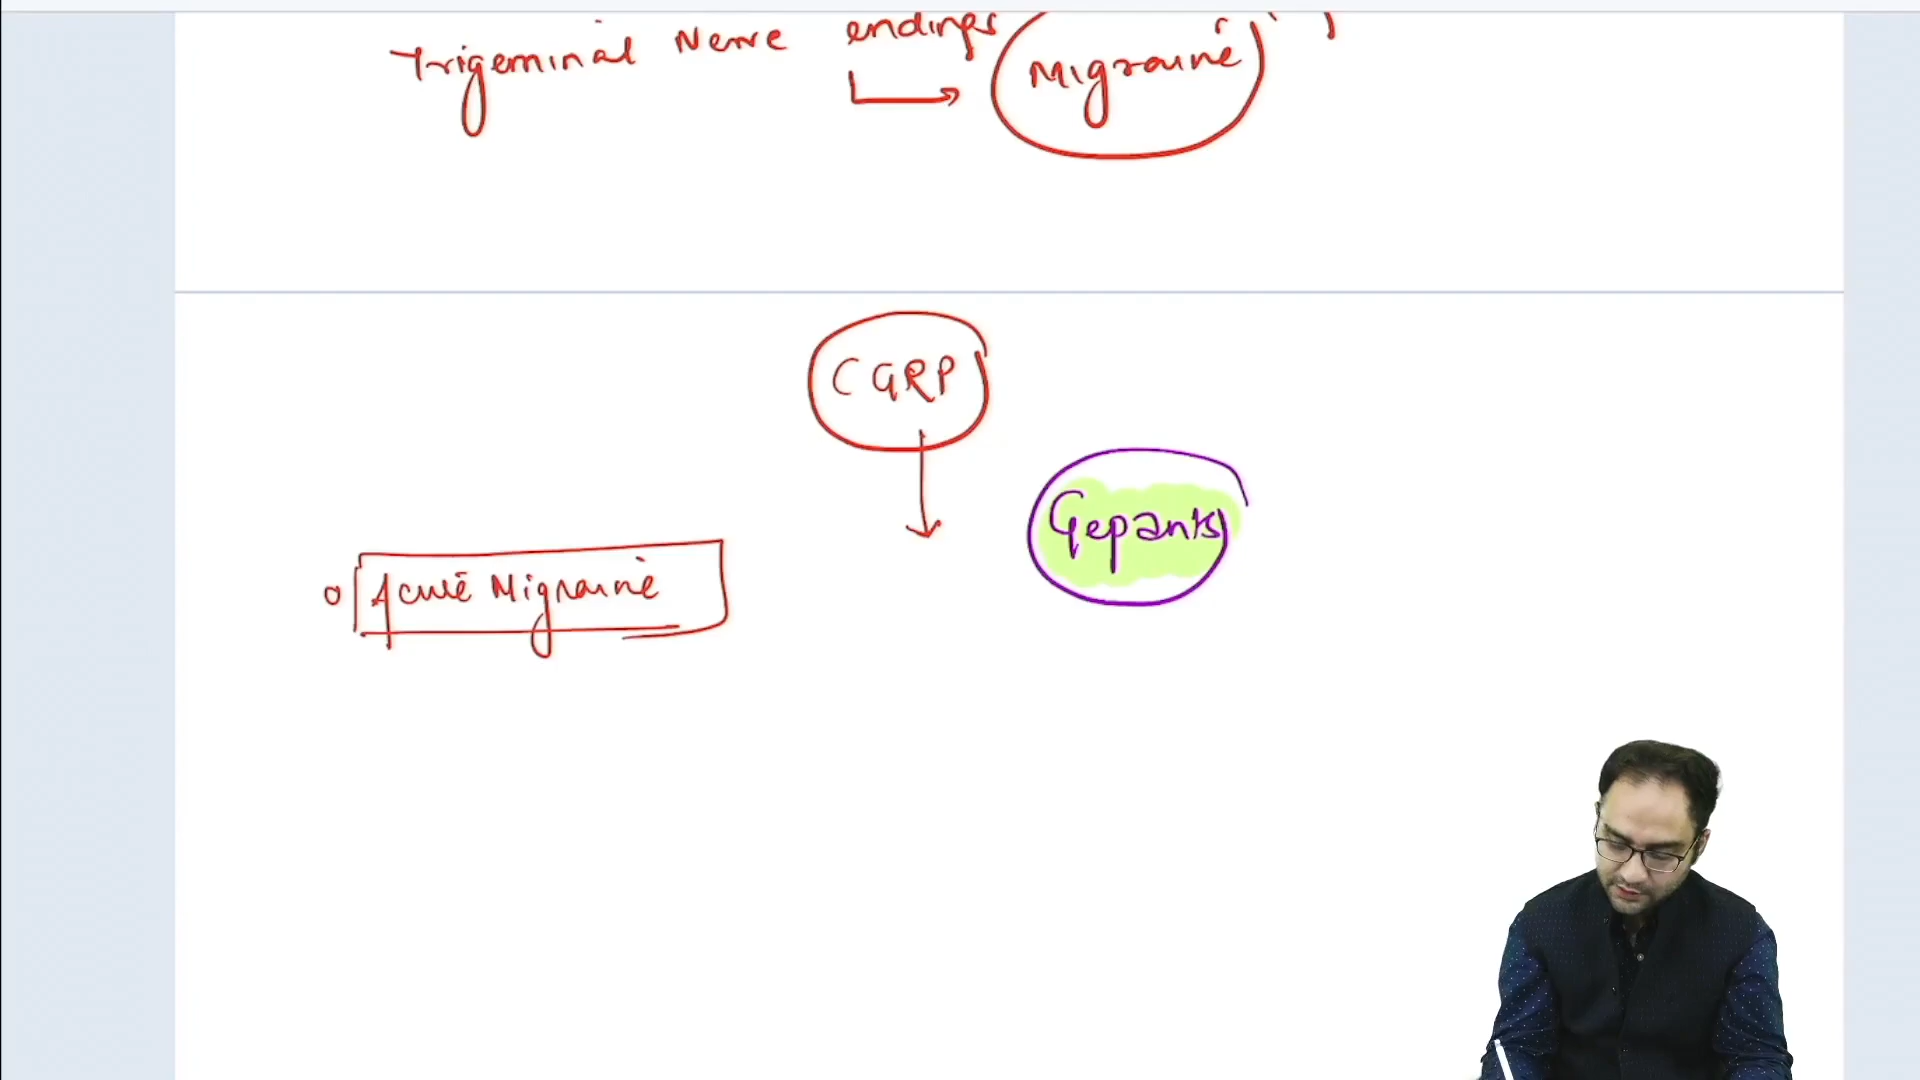 Trigeminal Nerve endings
Migraine
CGRP
Gepants
Acute Migraine